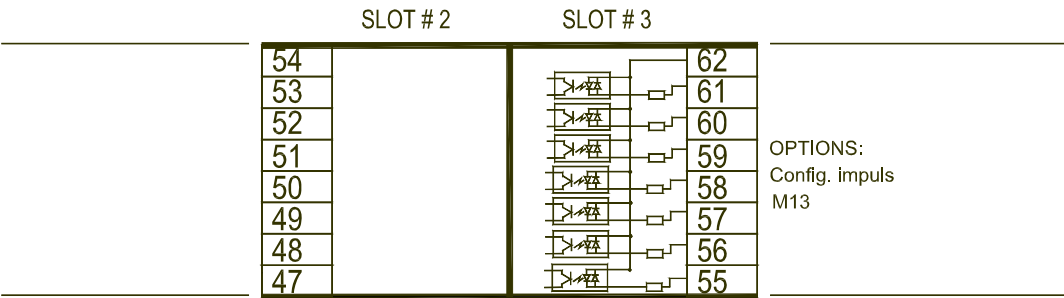 SLOT # 2 SLOT # 3
54 62
53 61
52 60
51 59
50 58
49 57
48 56
47 55
OPTIONS:
Config. impuls
M13